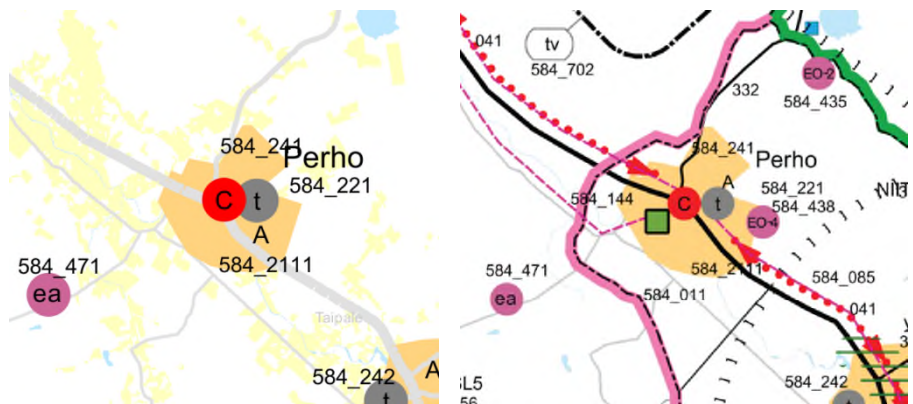 584_241
Perho
584_221
C
t
A
584_2111
584_471
ea
Taipale
584_242
t
A
041
tv
584_702
EO-2
584_435
332
584_241
Perho
A
584_221
584_144
C
t
584_438
EO-4
584_2111
584_471
ea
584_011
584_085
041
584_242
t